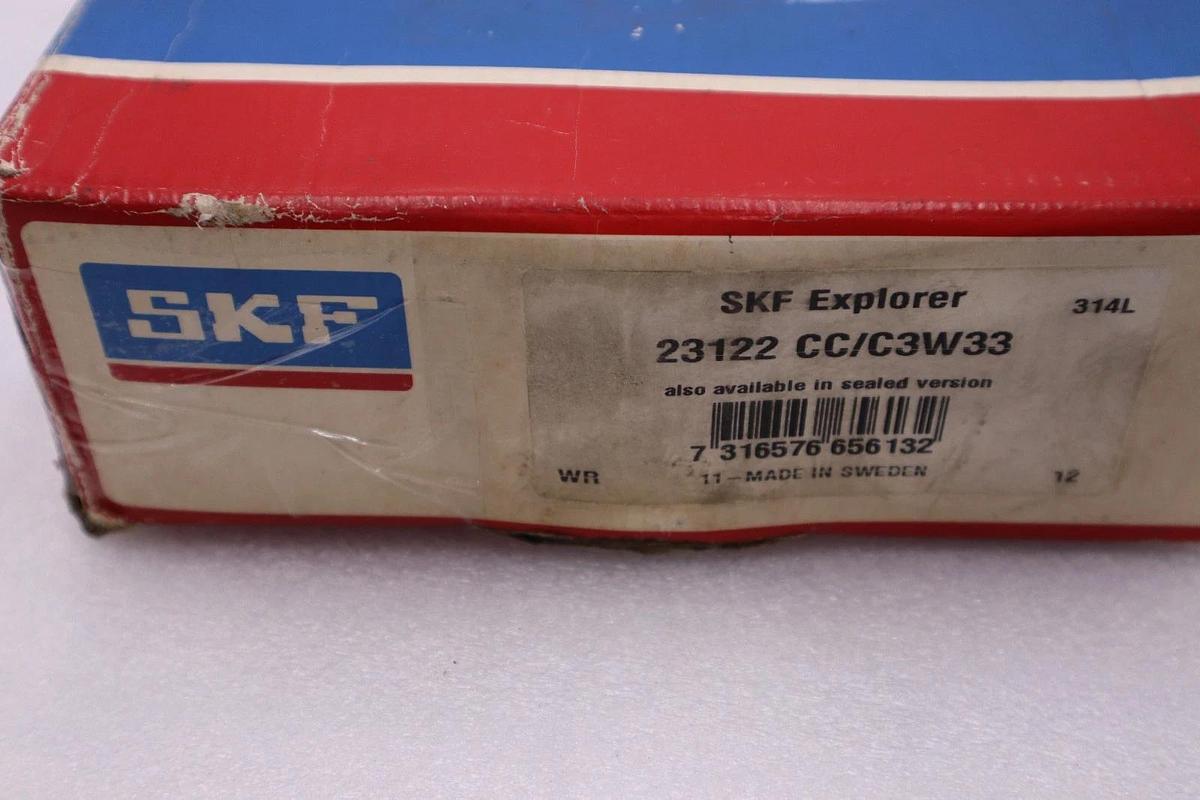 SKF
SKF Explorer
314L
23122 CC/C3W33
also available in sealed version
7 316576 656132
WR 11-MADE IN SWEDEN 12